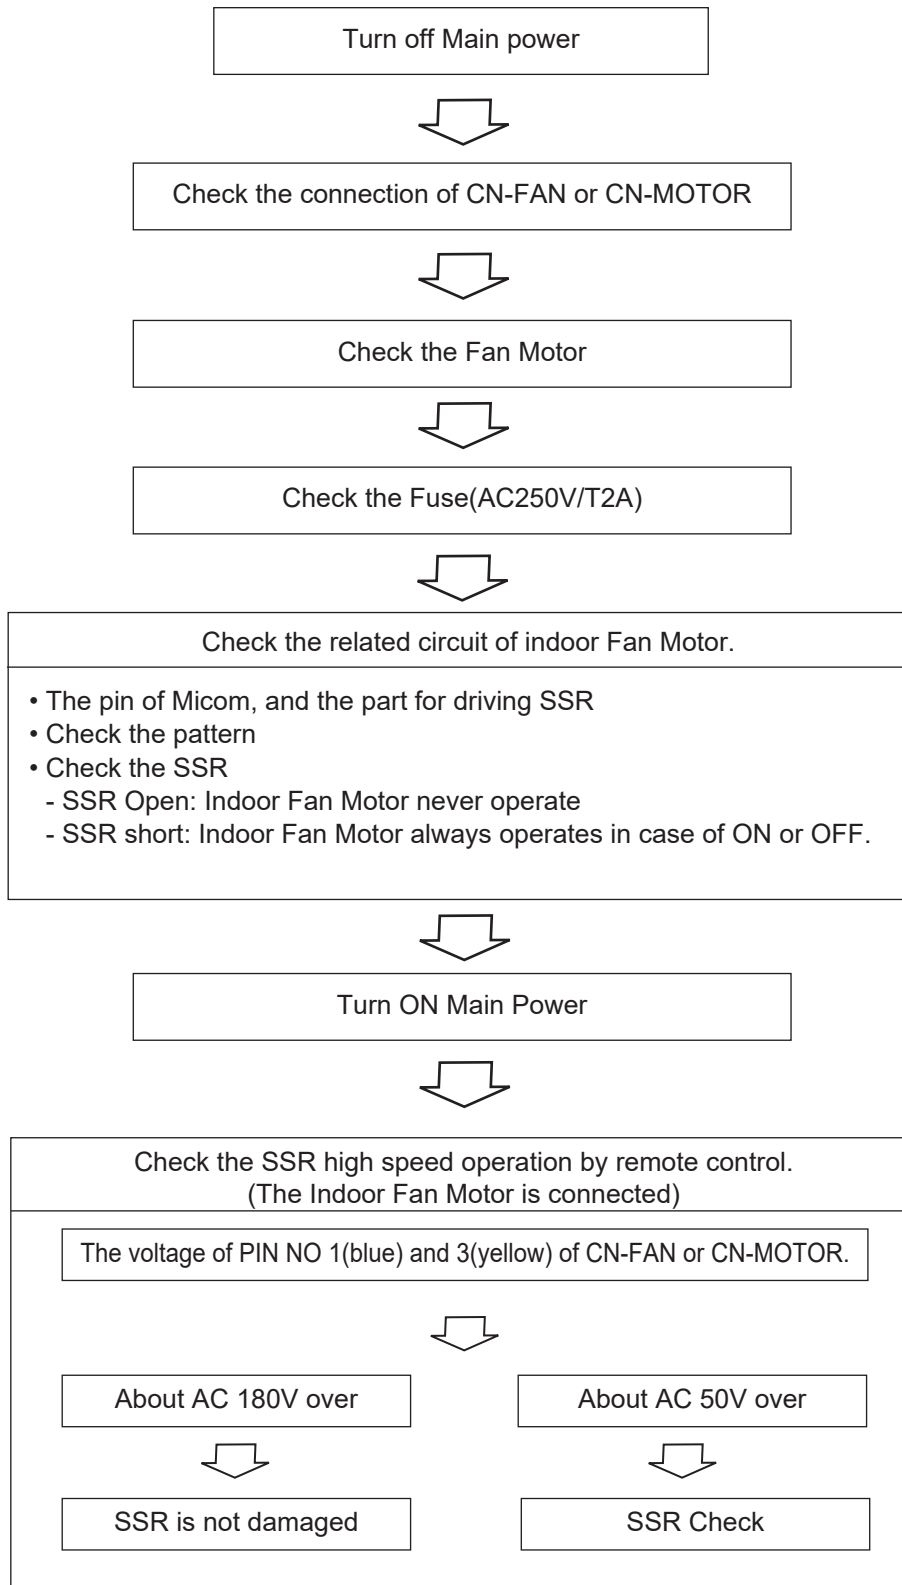 Turn off Main power
Check the connection of CN-FAN or CN-MOTOR
Check the Fan Motor
Check the Fuse(AC250V/T2A)
Check the related circuit of indoor Fan Motor.
• The pin of Micom, and the part for driving SSR
• Check the pattern
• Check the SSR
- SSR Open: Indoor Fan Motor never operate
- SSR short: Indoor Fan Motor always operates in case of ON or OFF.
Turn ON Main Power
Check the SSR high speed operation by remote control.
(The Indoor Fan Motor is connected)
The voltage of PIN NO 1(blue) and 3(yellow) of CN-FAN or CN-MOTOR.
About AC 180V over
About AC 50V over
SSR is not damaged
SSR Check